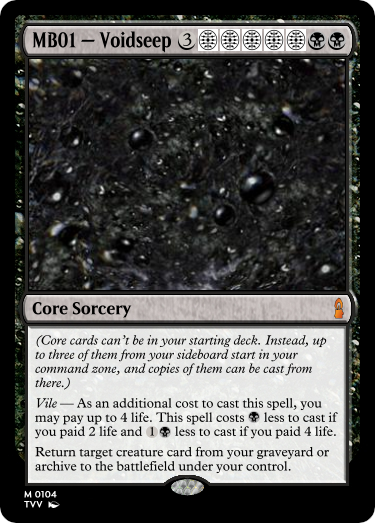 MB01 — Voidseep 3
Core Sorcery
(Core cards can't be in your starting deck. Instead, up
to three of them from your sideboard start in your
command zone, and copies of them can be cast from
there.)
Vile — As an additional cost to cast this spell, you
may pay up to 4 life. This spell costs less to cast if
you paid 2 life and 1 less to cast if you paid 4 life.
Return target creature card from your graveyard or
archive to the battlefield under your control.
M 0104
TVV